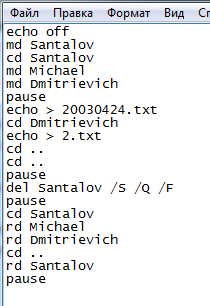 Файл Правка Формат Вид
echo off
md Santalov
cd Santalov
md Michael
md Dmitrievich
pause
echo > 20030424.txt
cd Dmitrievich
echo > 2.txt
cd ..
cd ..
pause
del Santalov /S /Q /F
pause
cd Santalov
rd Michael
rd Dmitrievich
cd ..
rd Santalov
pause